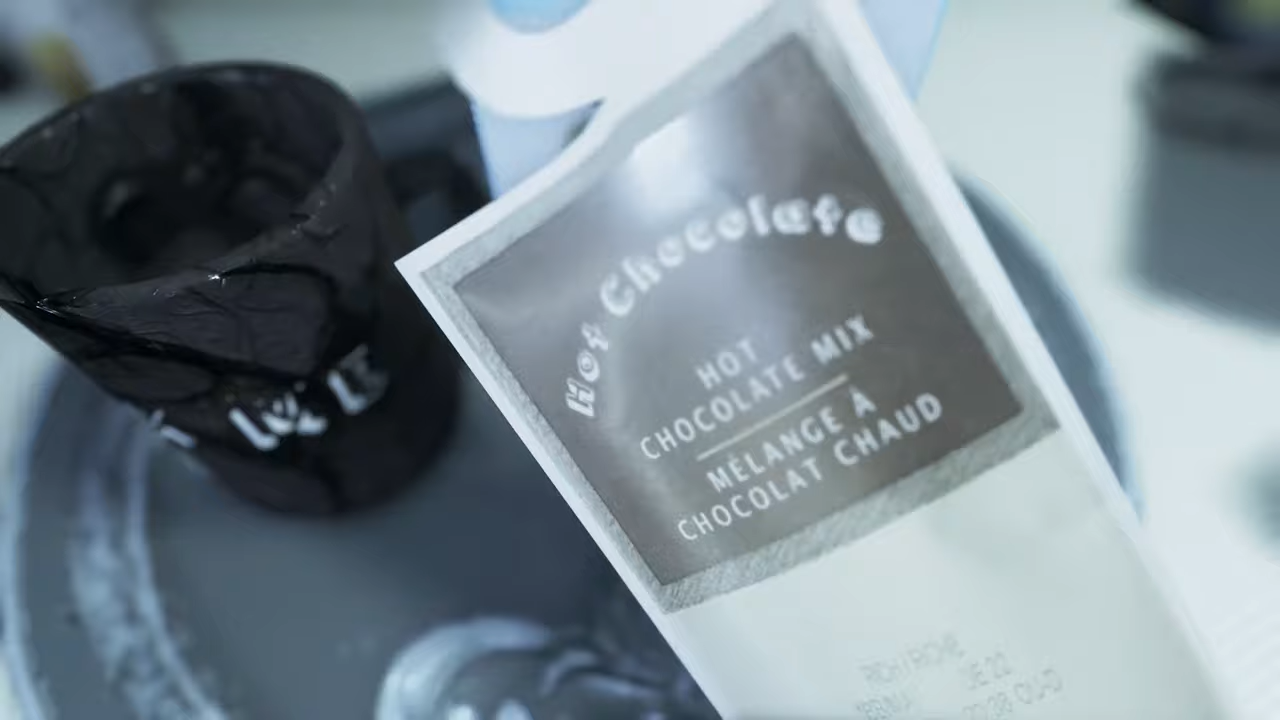 Hot Chocolate
HOT
CHOCOLATE MIX
MÉLANGE À
CHOCOLAT CHAUD